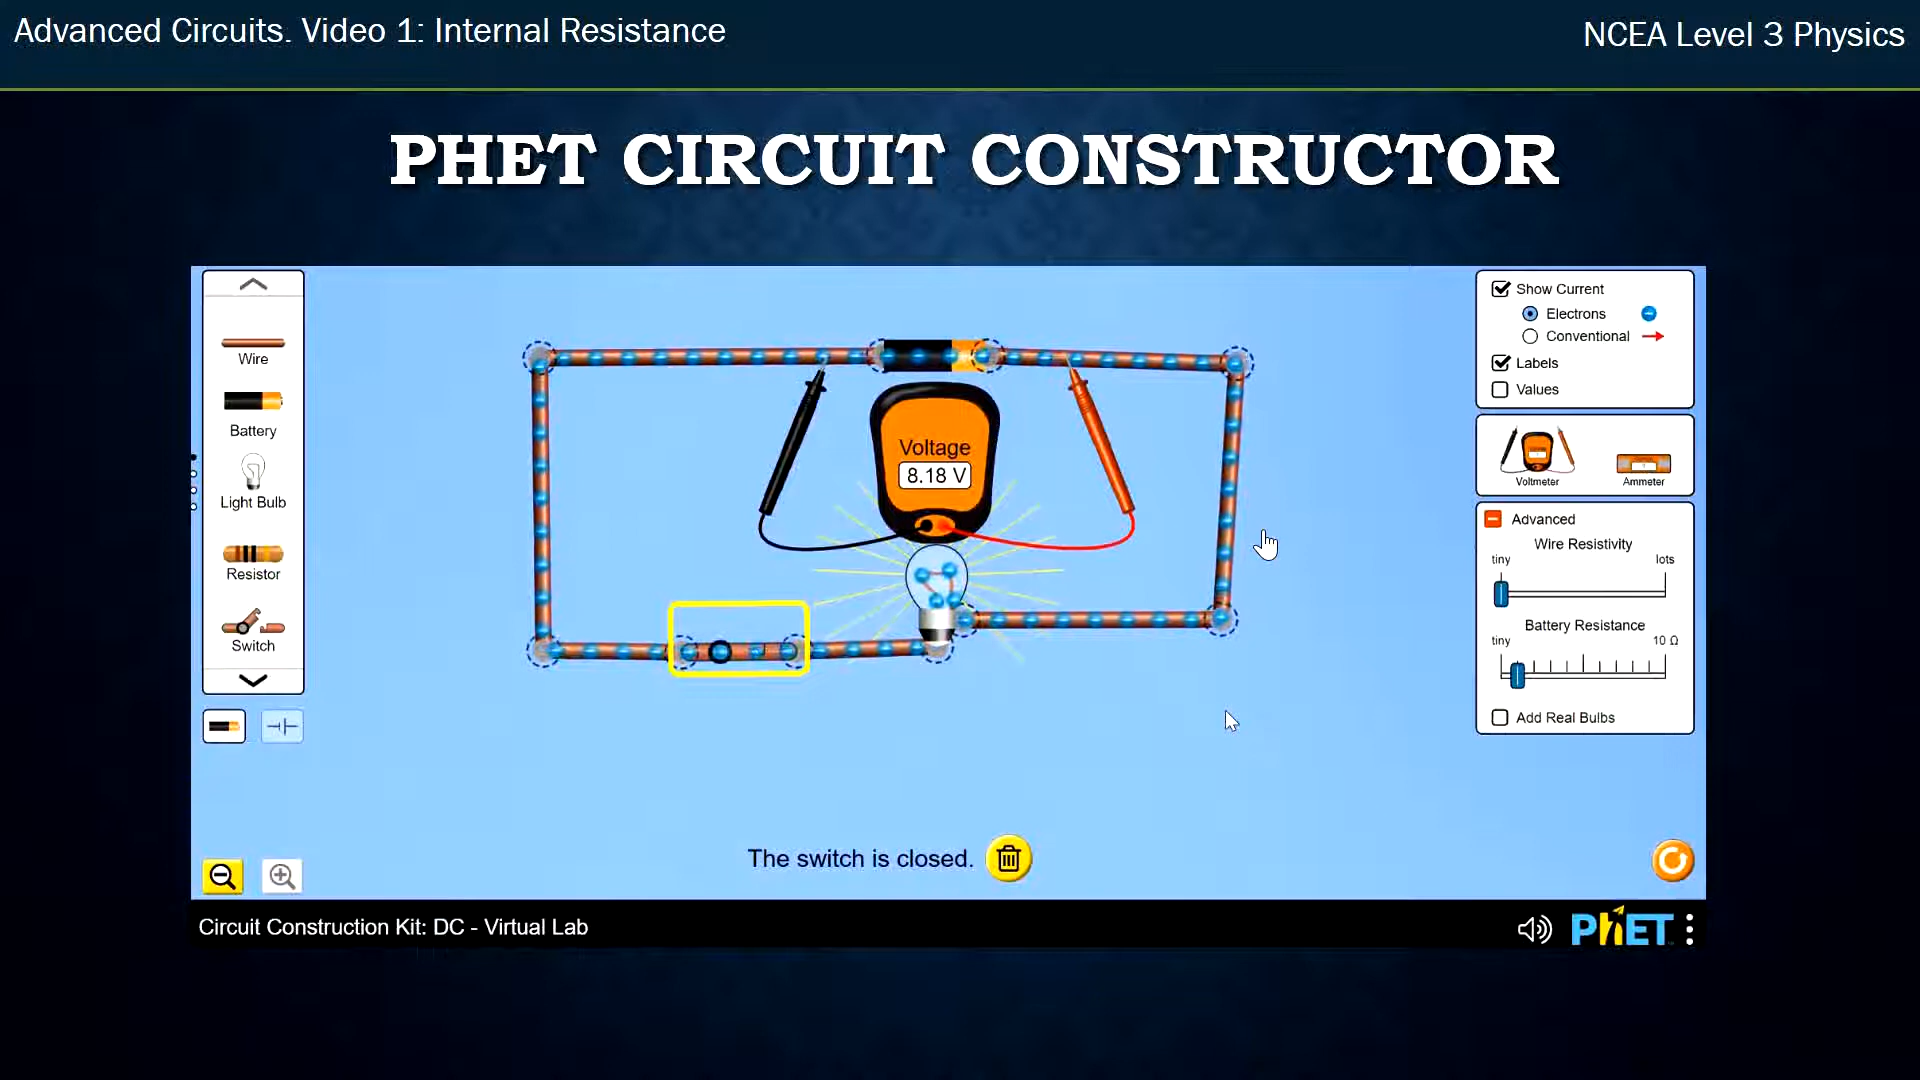 Advanced Circuits. Video 1: Internal Resistance
NCEA Level 3 Physics
PHET CIRCUIT CONSTRUCTOR
Wire
Battery
Light Bulb
Resistor
Switch
Voltage
8.18 V
Show Current
Electrons
Conventional
Labels
Values
Voltmeter
Ammeter
Advanced
Wire Resistivity
tiny
lots
Battery Resistance
tiny
10 Ω
Add Real Bulbs
The switch is closed.
Circuit Construction Kit: DC - Virtual Lab
PhET